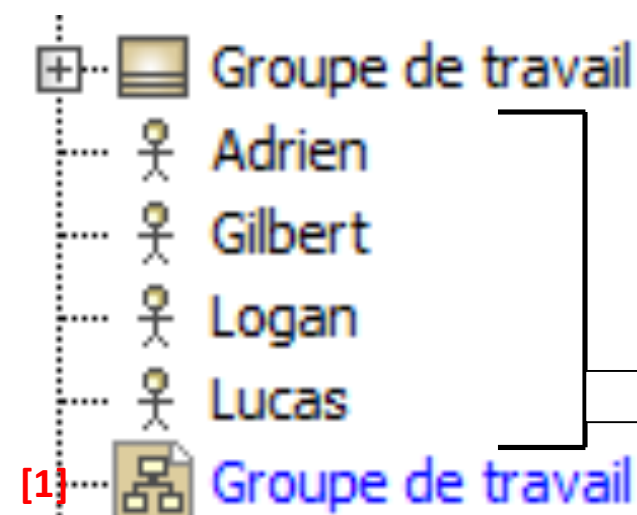 Groupe de travail
Adrien
Gilbert
Logan
Lucas
[1] Groupe de travail